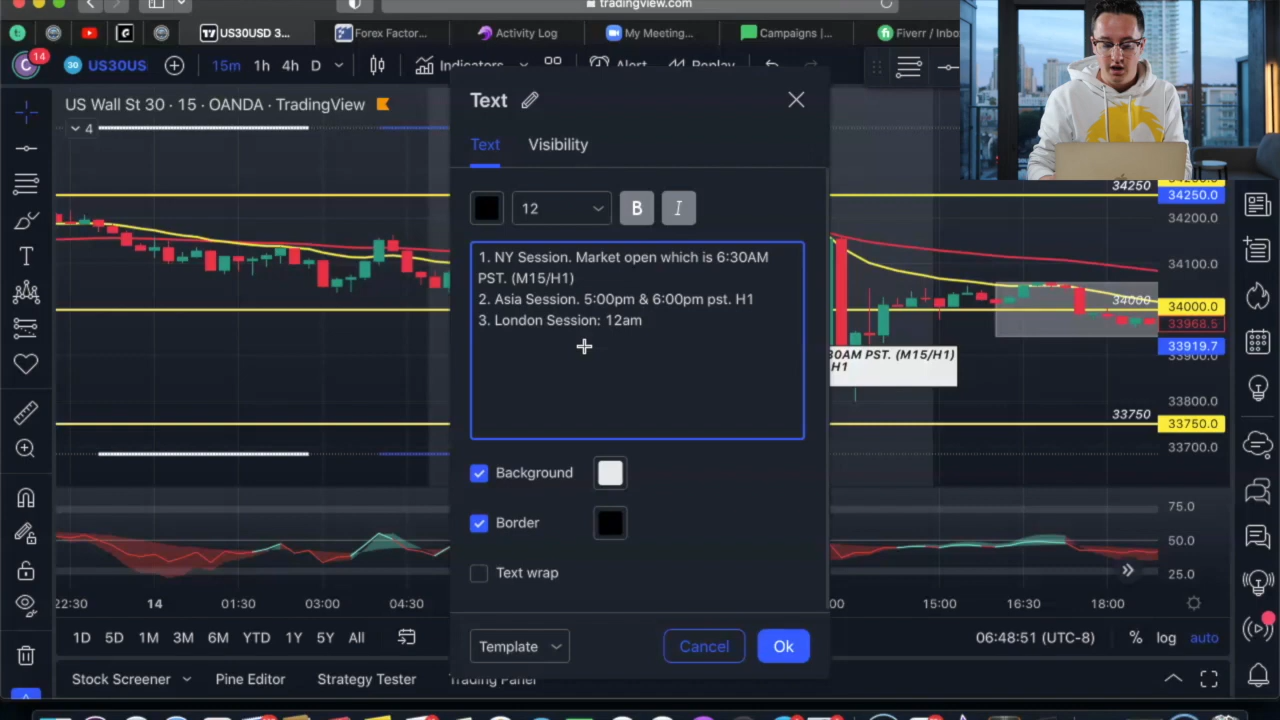 tradingview.com
US30USD 3...
Forex Factor...
Activity Log
My Meeting...
Campaigns |...
Fiverr / Inbo
14
30
US30US
15m
1h
4h
D
Indicators
Alert
Replay
US Wall St 30 · 15 · OANDA · TradingView
4
Text
Text
Visibility
12
B
I
1. NY Session. Market open which is 6:30AM
PST. (M15/H1)
2. Asia Session. 5:00pm & 6:00pm pst. H1
3. London Session: 12am
Background
Border
Text wrap
Template
Cancel
Ok
30AM PST. (M15/H1)
H1
34250
34250.0
34200.0
34100.0
34000
34000.0
33968.5
33919.7
33900.0
33750
33750.0
33700.0
75.0
50.0
25.0
22:30
14
01:30
03:00
04:30
:00
15:00
16:30
18:00
1D
5D
1M
3M
6M
YTD
1Y
5Y
All
06:48:51 (UTC-8)
%
log
auto
Stock Screener
Pine Editor
Strategy Tester
Trading Panel